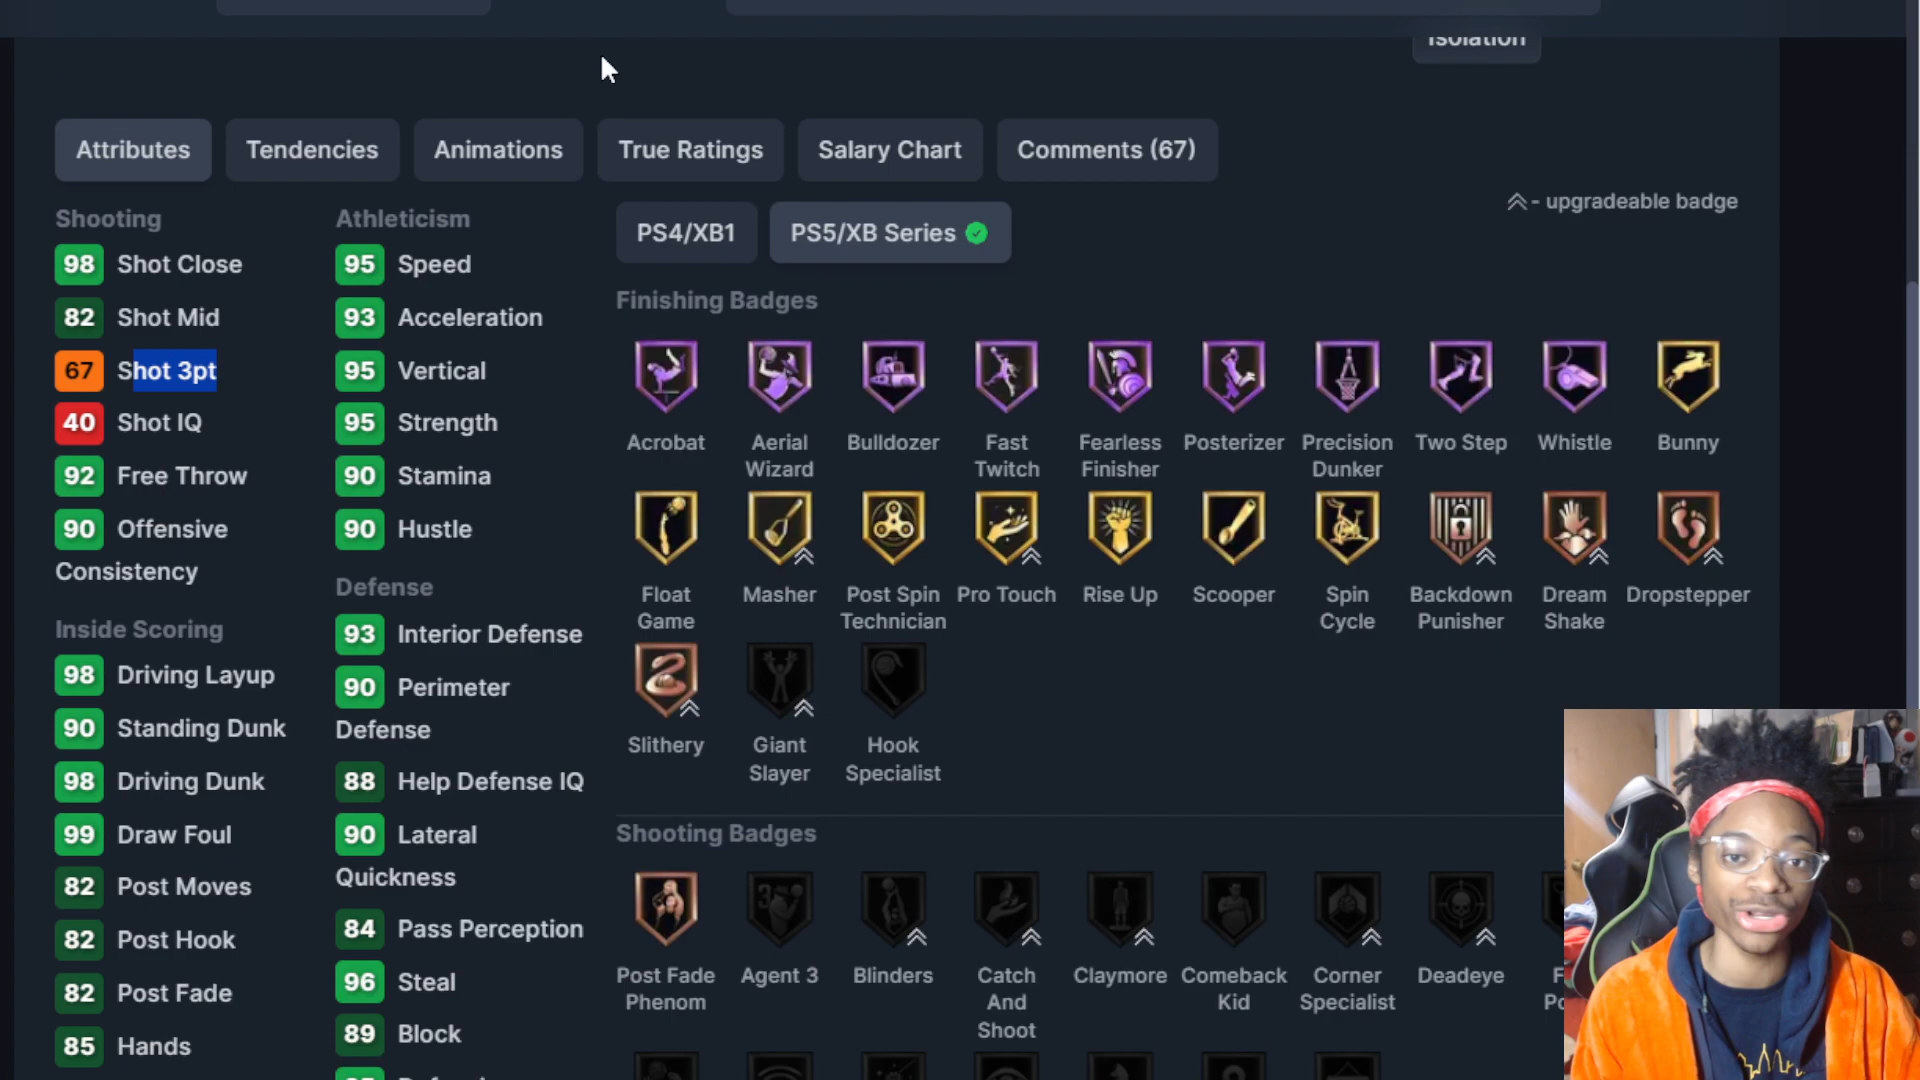 Isolation
Attributes Tendencies Animations True Ratings Salary Chart Comments (67)
- upgradeable badge
PS4/XB1 PS5/XB Series
Shooting
98 Shot Close
82 Shot Mid
67 Shot 3pt
40 Shot IQ
92 Free Throw
90 Offensive
Consistency
Inside Scoring
98 Driving Layup
90 Standing Dunk
98 Driving Dunk
99 Draw Foul
82 Post Moves
82 Post Hook
82 Post Fade
85 Hands
Athleticism
95 Speed
93 Acceleration
95 Vertical
95 Strength
90 Stamina
90 Hustle
Defense
93 Interior Defense
90 Perimeter
Defense
88 Help Defense IQ
90 Lateral
Quickness
84 Pass Perception
96 Steal
89 Block
Finishing Badges
Acrobat Aerial Bulldozer Fast Fearless Posterizer Precision Two Step Whistle Bunny
Wizard Twitch Finisher Dunker
Float Masher Post Spin Pro Touch Rise Up Scooper Spin Backdown Dream Dropstepper
Game Technician Cycle Punisher Shake
Slithery Giant Hook
Slayer Specialist
Shooting Badges
Post Fade Agent 3 Blinders Catch Claymore Comeback Corner Deadeye
Phenom And Kid Specialist
Shoot